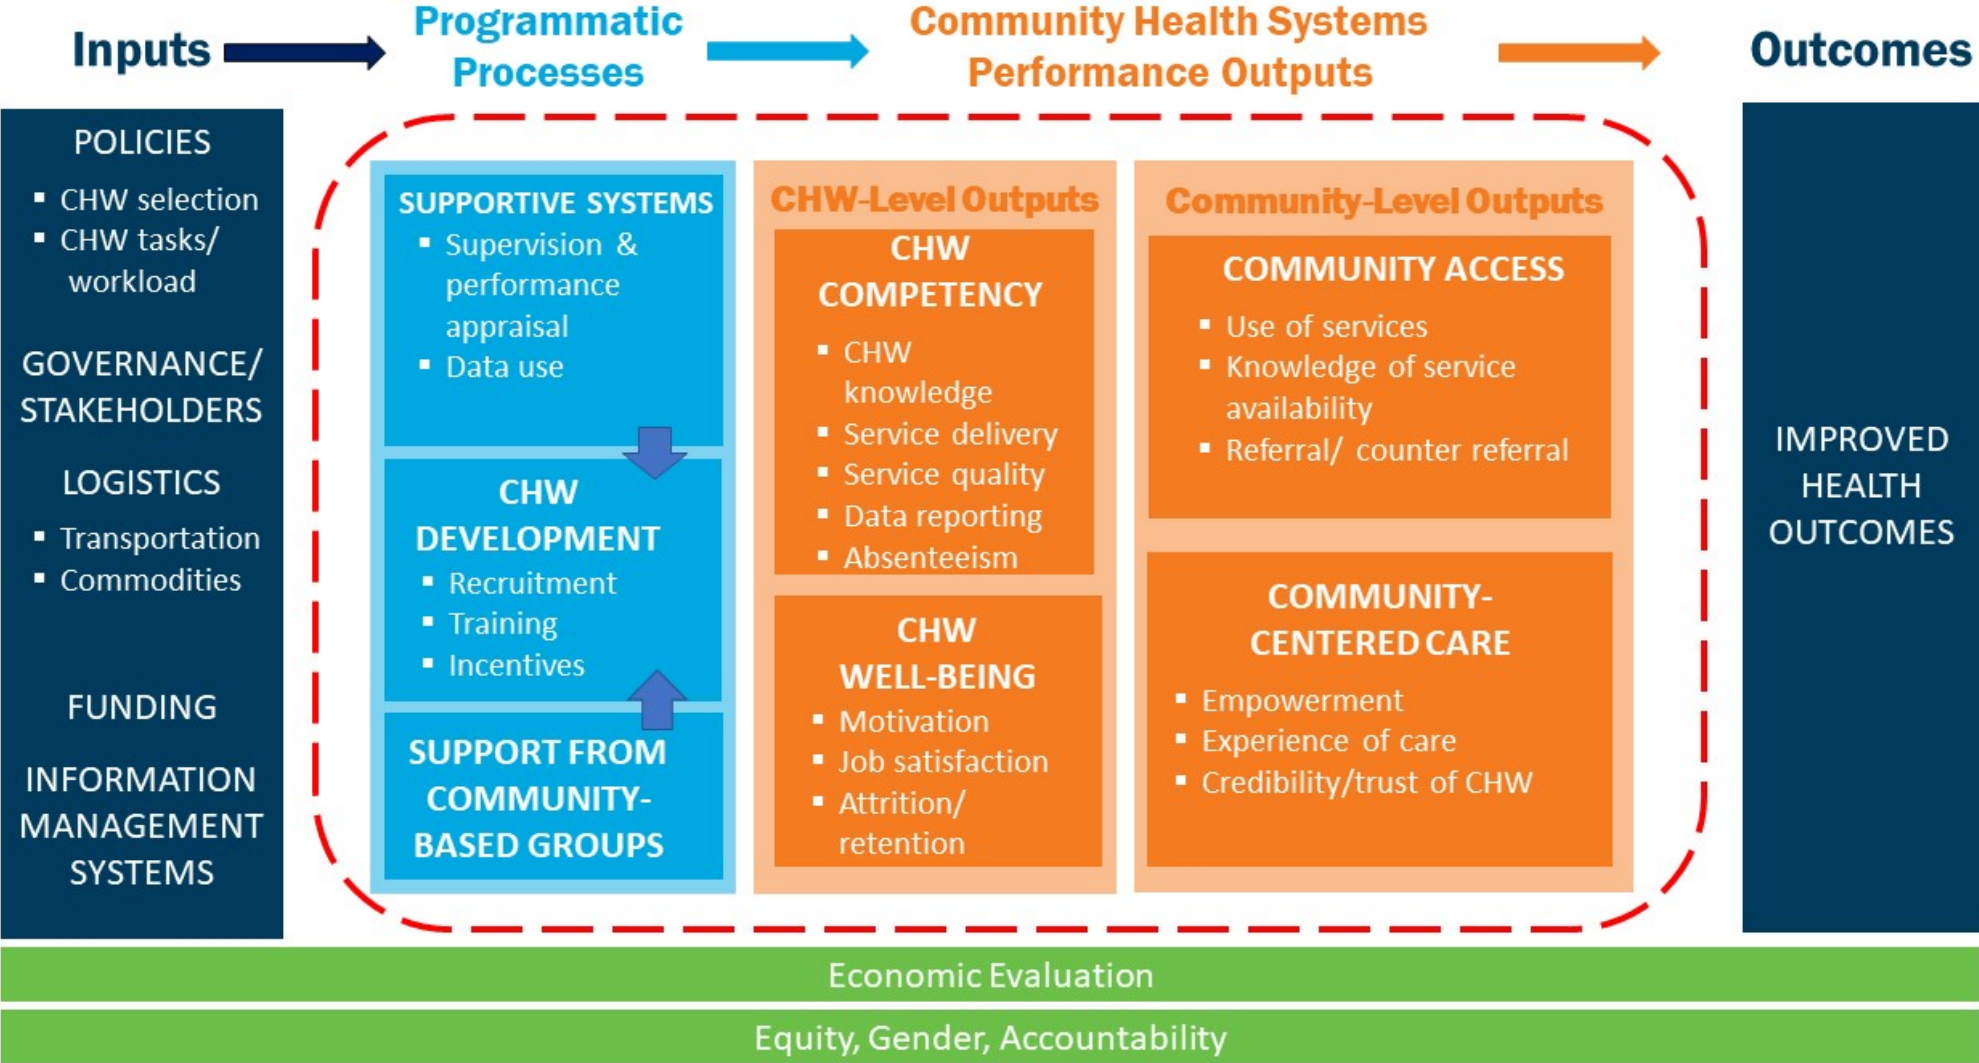 Inputs
Programmatic
Processes
Community Health Systems
Performance Outputs
Outcomes
POLICIES
▪ CHW selection
▪ CHW tasks/
workload
GOVERNANCE/
STAKEHOLDERS
LOGISTICS
▪ Transportation
▪ Commodities
FUNDING
INFORMATION
MANAGEMENT
SYSTEMS
SUPPORTIVE SYSTEMS
▪ Supervision &
performance
appraisal
▪ Data use
CHW
DEVELOPMENT
▪ Recruitment
▪ Training
▪ Incentives
SUPPORT FROM
COMMUNITY-
BASED GROUPS
CHW-Level Outputs
CHW
COMPETENCY
▪ CHW
knowledge
▪ Service delivery
▪ Service quality
▪ Data reporting
▪ Absenteeism
CHW
WELL-BEING
▪ Motivation
▪ Job satisfaction
▪ Attrition/
retention
Community-Level Outputs
COMMUNITY ACCESS
▪ Use of services
▪ Knowledge of service
availability
▪ Referral/ counter referral
COMMUNITY-
CENTERED CARE
▪ Empowerment
▪ Experience of care
▪ Credibility/trust of CHW
IMPROVED
HEALTH
OUTCOMES
Economic Evaluation
Equity, Gender, Accountability